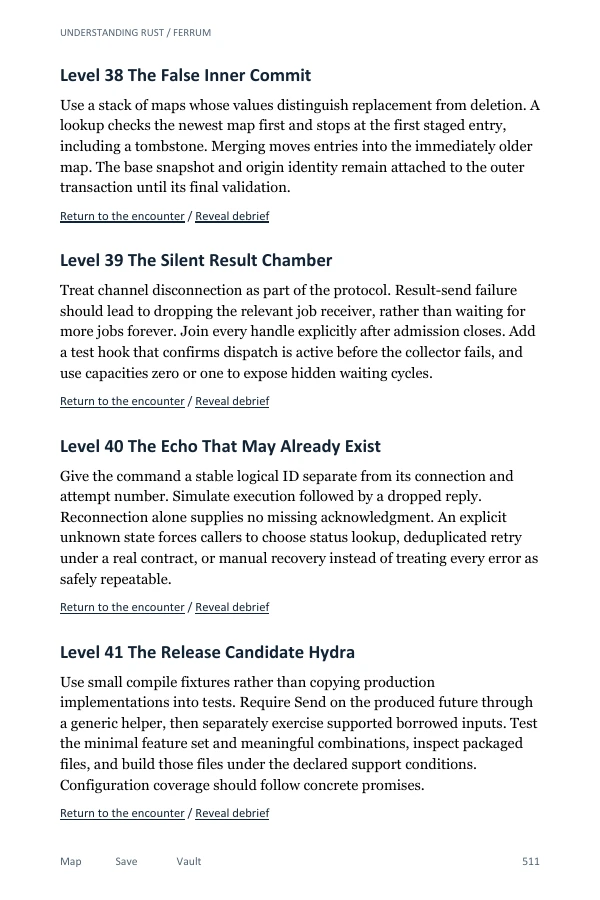 UNDERSTANDING RUST / FERRUM
Level 38 The False Inner Commit
Use a stack of maps whose values distinguish replacement from deletion. A
lookup checks the newest map first and stops at the first staged entry,
including a tombstone. Merging moves entries into the immediately older
map. The base snapshot and origin identity remain attached to the outer
transaction until its final validation.
Return to the encounter / Reveal debrief
Level 39 The Silent Result Chamber
Treat channel disconnection as part of the protocol. Result-send failure
should lead to dropping the relevant job receiver, rather than waiting for
more jobs forever. Join every handle explicitly after admission closes. Add
a test hook that confirms dispatch is active before the collector fails, and
use capacities zero or one to expose hidden waiting cycles.
Return to the encounter / Reveal debrief
Level 40 The Echo That May Already Exist
Give the command a stable logical ID separate from its connection and
attempt number. Simulate execution followed by a dropped reply.
Reconnection alone supplies no missing acknowledgment. An explicit
unknown state forces callers to choose status lookup, deduplicated retry
under a real contract, or manual recovery instead of treating every error as
safely repeatable.
Return to the encounter / Reveal debrief
Level 41 The Release Candidate Hydra
Use small compile fixtures rather than copying production
implementations into tests. Require Send on the produced future through
a generic helper, then separately exercise supported borrowed inputs. Test
the minimal feature set and meaningful combinations, inspect packaged
files, and build those files under the declared support conditions.
Configuration coverage should follow concrete promises.
Return to the encounter / Reveal debrief
Map Save Vault 511